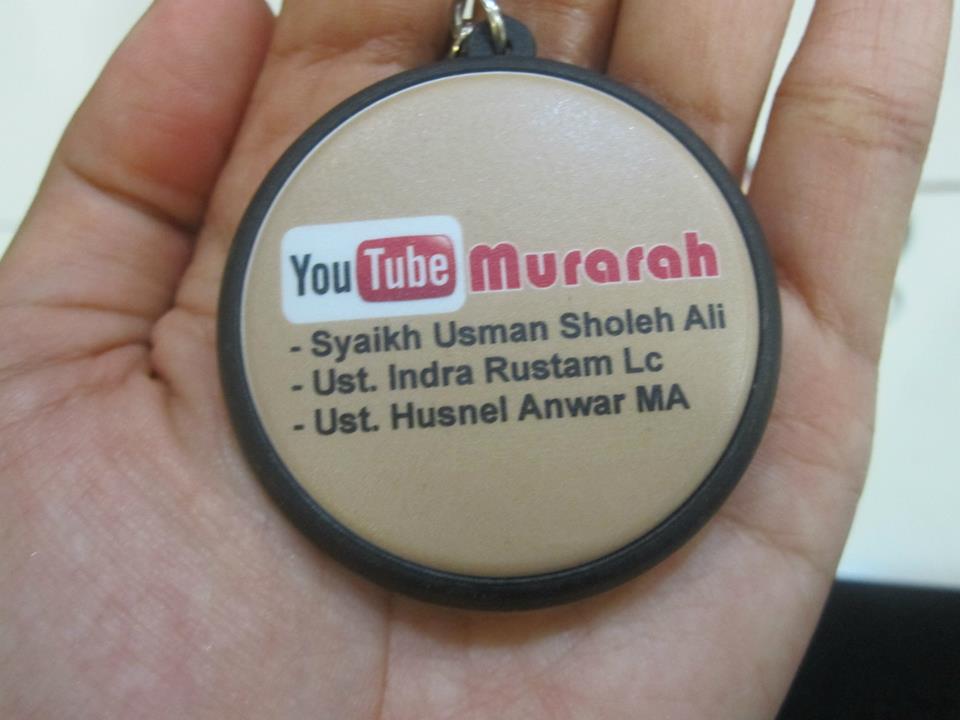 YouTube Murarah
- Syaikh Usman Sholeh Ali
- Ust. Indra Rustam Lc
- Ust. Husnel Anwar MA